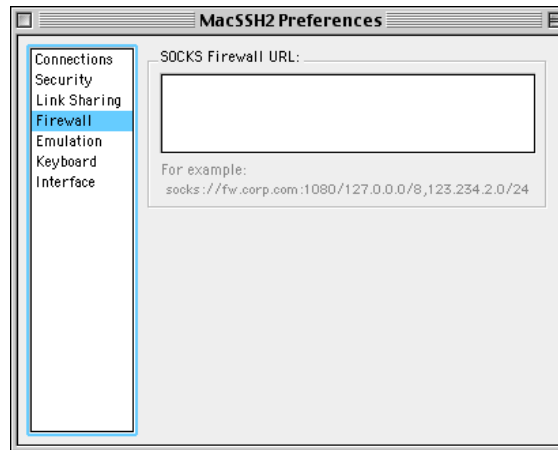 MacSSH2 Preferences
Connections
Security
Link Sharing
Firewall
Emulation
Keyboard
Interface
SOCKS Firewall URL:
For example:
socks://fw.corp.com:1080/127.0.0.0/8,123.234.2.0/24